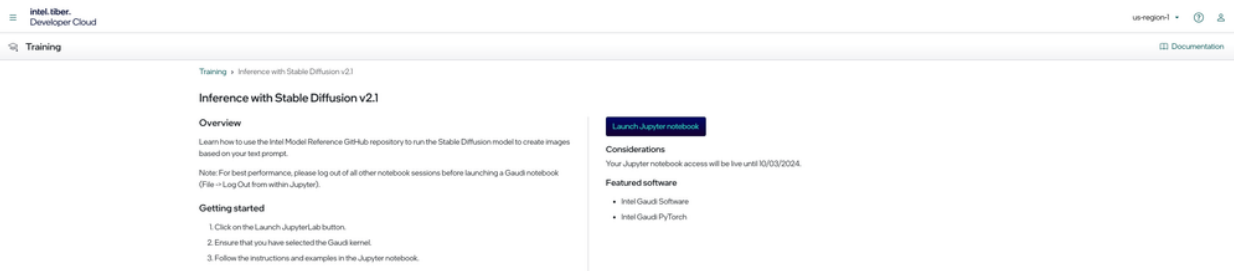 intel. tiber.
Developer Cloud
us-region-1
Training
Documentation
Training › Inference with Stable Diffusion v2.1
Inference with Stable Diffusion v2.1
Overview
Learn how to use the Intel Model Reference GitHub repository to run the Stable Diffusion model to create images
based on your text prompt.
Note: For best performance, please log out of all other notebook sessions before launching a Gaudi notebook
(File -> Log Out from within Jupyter).
Getting started
1. Click on the Launch JupyterLab button.
2. Ensure that you have selected the Gaudi kernel.
3. Follow the instructions and examples in the Jupyter notebook.
Launch Jupyter notebook
Considerations
Your Jupyter notebook access will be live until 10/03/2024.
Featured software
• Intel Gaudi Software
• Intel Gaudi PyTorch